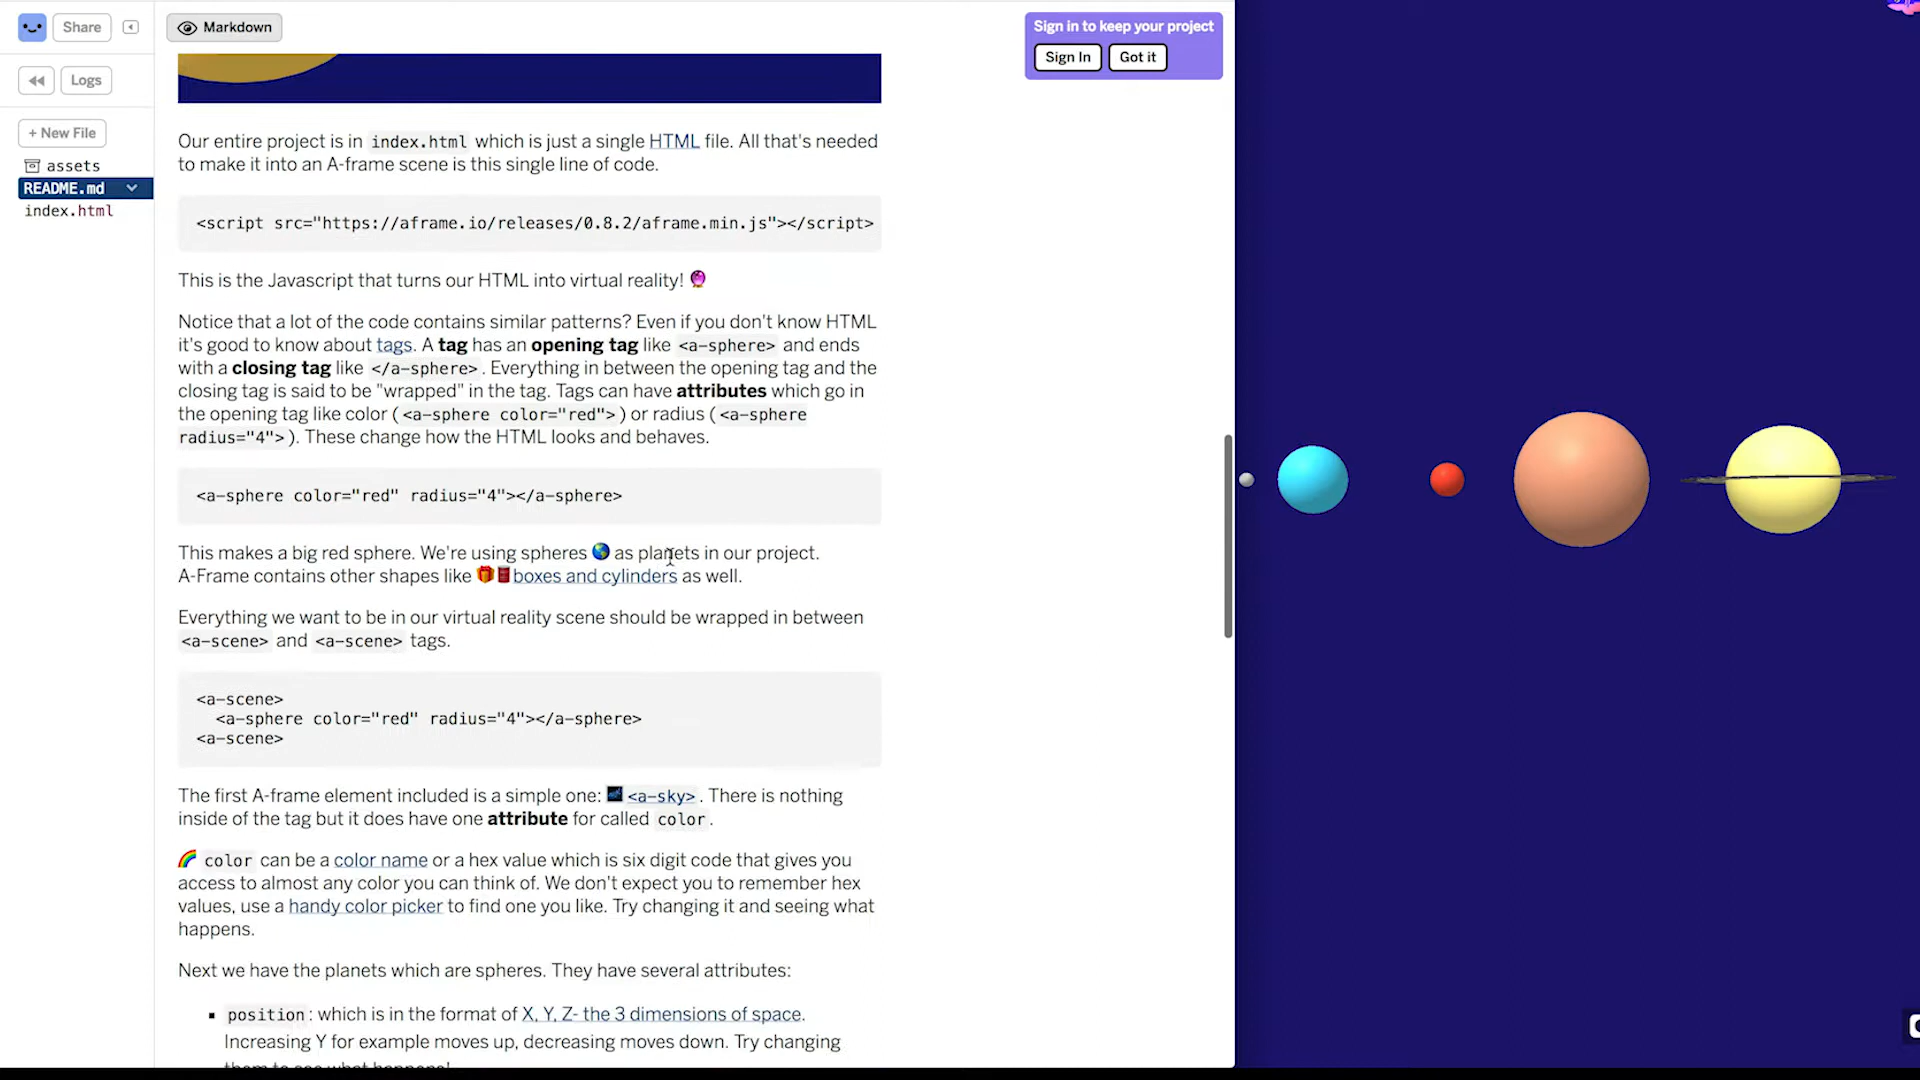 Share
Markdown
Sign in to keep your project
Sign In
Got it
Logs
+ New File
assets
README.md
index.html
Our entire project is in index.html which is just a single HTML file. All that's needed
to make it into an A-frame scene is this single line of code.
<script src="https://aframe.io/releases/0.8.2/aframe.min.js"></script>
This is the Javascript that turns our HTML into virtual reality! 🔮
Notice that a lot of the code contains similar patterns? Even if you don't know HTML
it's good to know about tags. A tag has an opening tag like <a-sphere> and ends
with a closing tag like </a-sphere>. Everything in between the opening tag and the
closing tag is said to be "wrapped" in the tag. Tags can have attributes which go in
the opening tag like color (<a-sphere color="red">) or radius (<a-sphere
radius="4">). These change how the HTML looks and behaves.
<a-sphere color="red" radius="4"></a-sphere>
This makes a big red sphere. We're using spheres 🌎 as planets in our project.
A-Frame contains other shapes like 🎁🥫boxes and cylinders as well.
Everything we want to be in our virtual reality scene should be wrapped in between
<a-scene> and <a-scene> tags.
<a-scene>
<a-sphere color="red" radius="4"></a-sphere>
<a-scene>
The first A-frame element included is a simple one: 🌌 <a-sky>. There is nothing
inside of the tag but it does have one attribute for called color.
🌈 color can be a color name or a hex value which is six digit code that gives you
access to almost any color you can think of. We don't expect you to remember hex
values, use a handy color picker to find one you like. Try changing it and seeing what
happens.
Next we have the planets which are spheres. They have several attributes:
▪ position: which is in the format of X, Y, Z- the 3 dimensions of space.
Increasing Y for example moves up, decreasing moves down. Try changing
them to see what happens!